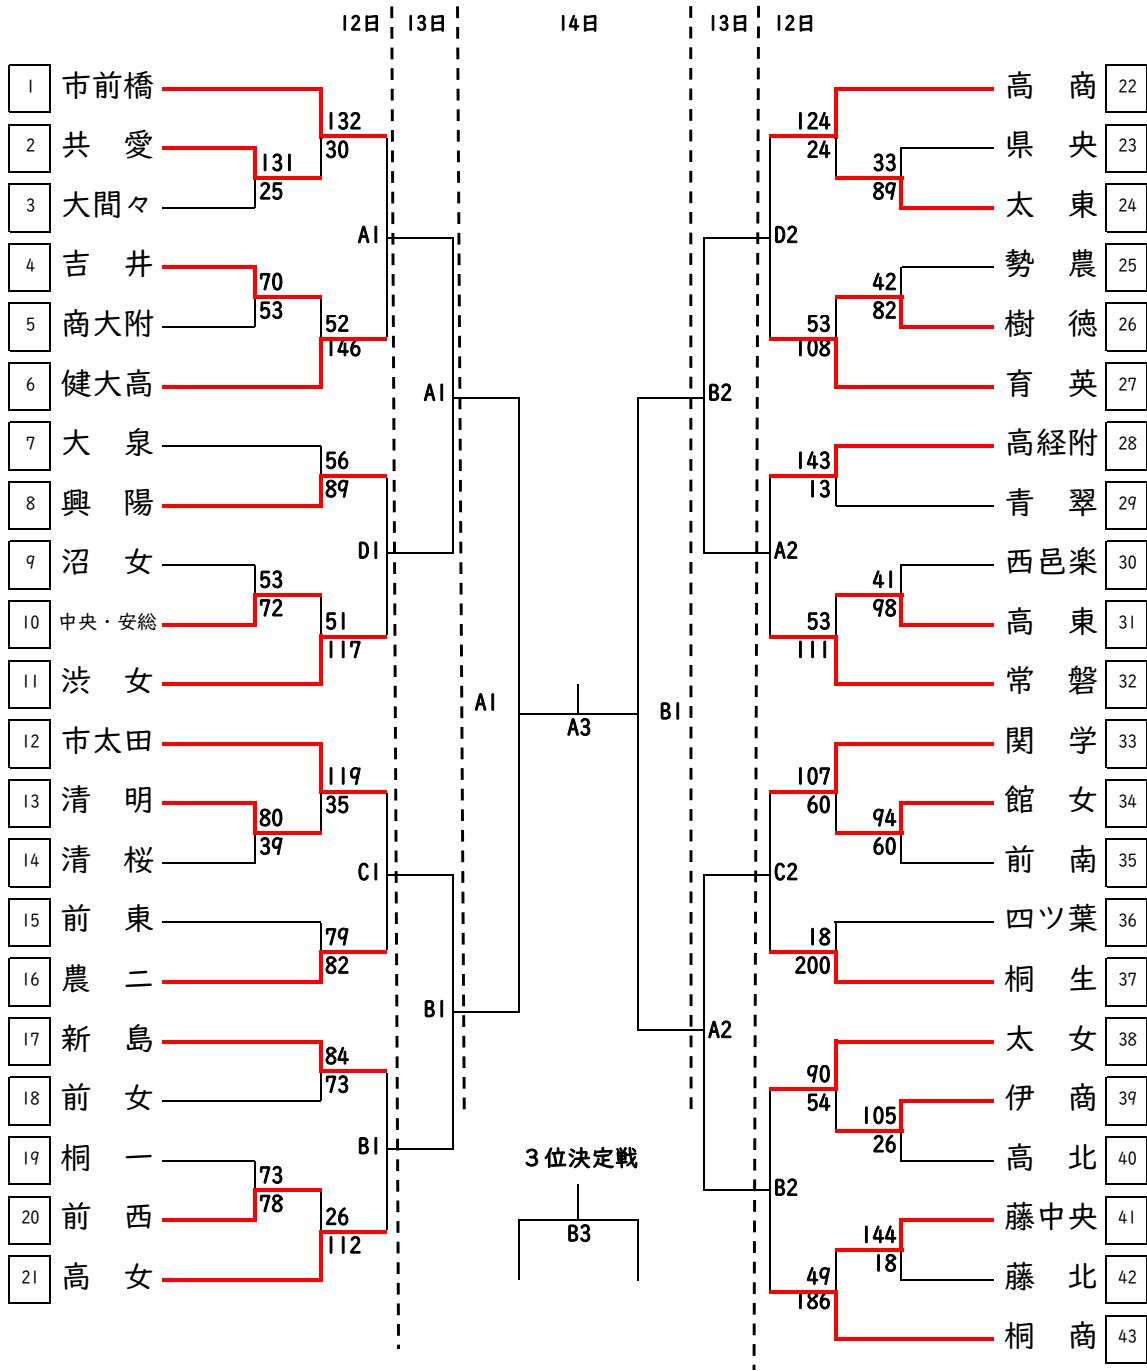 12日 13日 14日 13日 12日
1 市前橋
2 共 愛
3 大間々
4 吉 井
5 商大附
6 健大高
7 大 泉
8 興 陽
9 沼 女
10 中央・安総
11 渋 女
12 市太田
13 清 明
14 清 桜
15 前 東
16 農 二
17 新 島
18 前 女
19 桐 一
20 前 西
21 高 女
131
25
70
53
53
72
80
39
73
78
132
30
52
146
56
89
51
117
119
35
79
82
84
73
26
112
A1
D1
C1
B1
A1
B1
A1
A3
B1
3位決定戦
B3
B2
A2
D2
A2
C2
B2
124
24
53
108
143
13
53
111
107
60
18
200
90
54
49
186
33
89
42
82
41
98
94
60
105
26
144
18
高 商 22
県 央 23
太 東 24
勢 農 25
樹 徳 26
育 英 27
高経附 28
青 翠 29
西邑楽 30
高 東 31
常 磐 32
関 学 33
館 女 34
前 南 35
四ツ葉 36
桐 生 37
太 女 38
伊 商 39
高 北 40
藤中央 41
藤 北 42
桐 商 43